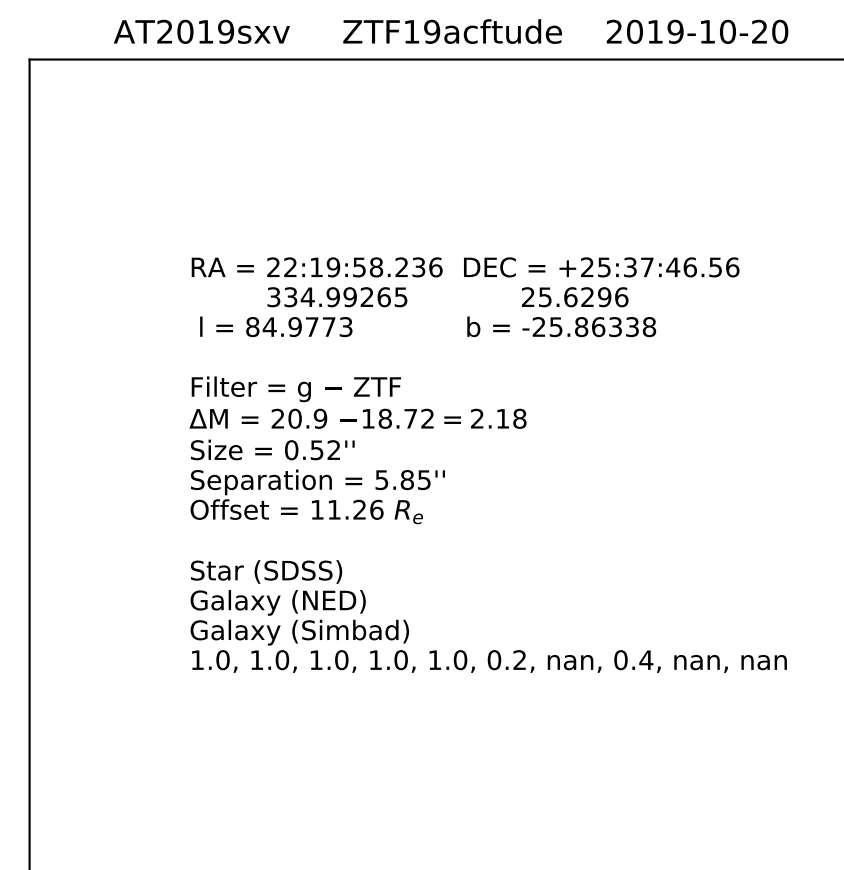 AT2019sxv ZTF19acftude 2019-10-20
RA = 22:19:58.236 DEC = +25:37:46.56
334.99265 25.6296
l = 84.9773 b = -25.86338
Filter = g − ZTF
ΔM = 20.9 −18.72 = 2.18
Size = 0.52''
Separation = 5.85''
Offset = 11.26 Re
Star (SDSS)
Galaxy (NED)
Galaxy (Simbad)
1.0, 1.0, 1.0, 1.0, 1.0, 0.2, nan, 0.4, nan, nan